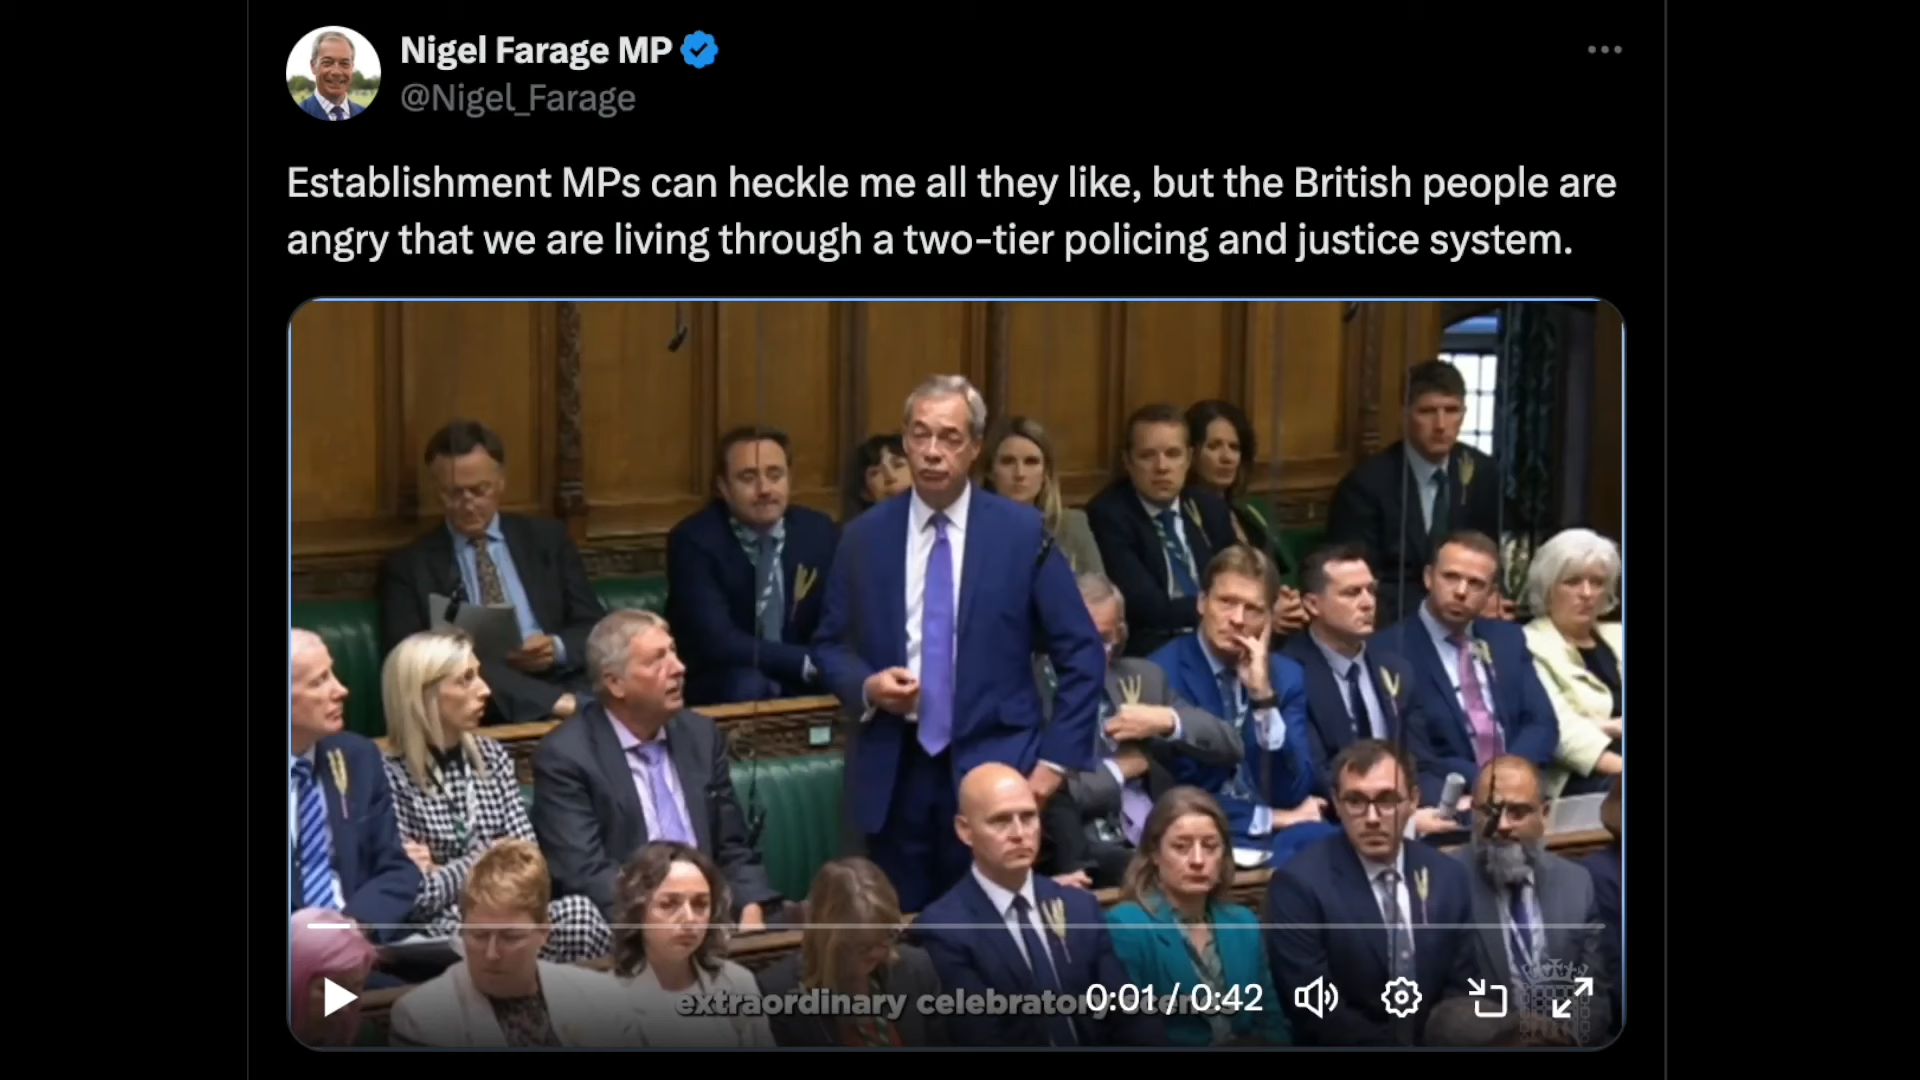 Nigel Farage MP
@Nigel_Farage
Establishment MPs can heckle me all they like, but the British people are
angry that we are living through a two-tier policing and justice system.
extraordinary celebratory
0:01 / 0:42